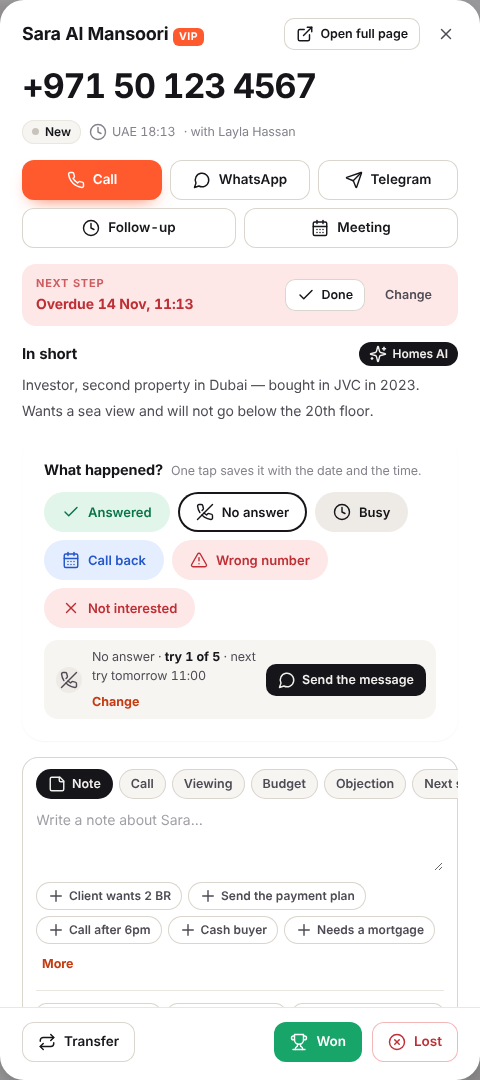 Sara Al Mansoori VIP Open full page
+971 50 123 4567
New UAE 18:13 · with Layla Hassan
Call WhatsApp Telegram
Follow-up Meeting
NEXT STEP
Overdue 14 Nov, 11:13 Done Change
In short Homes AI
Investor, second property in Dubai — bought in JVC in 2023.
Wants a sea view and will not go below the 20th floor.
What happened? One tap saves it with the date and the time.
Answered No answer Busy
Call back Wrong number
Not interested
No answer · try 1 of 5 · next
try tomorrow 11:00
Send the message
Change
Note Call Viewing Budget Objection Next
Write a note about Sara...
Client wants 2 BR Send the payment plan
Call after 6pm Cash buyer Needs a mortgage
More
Transfer Won Lost